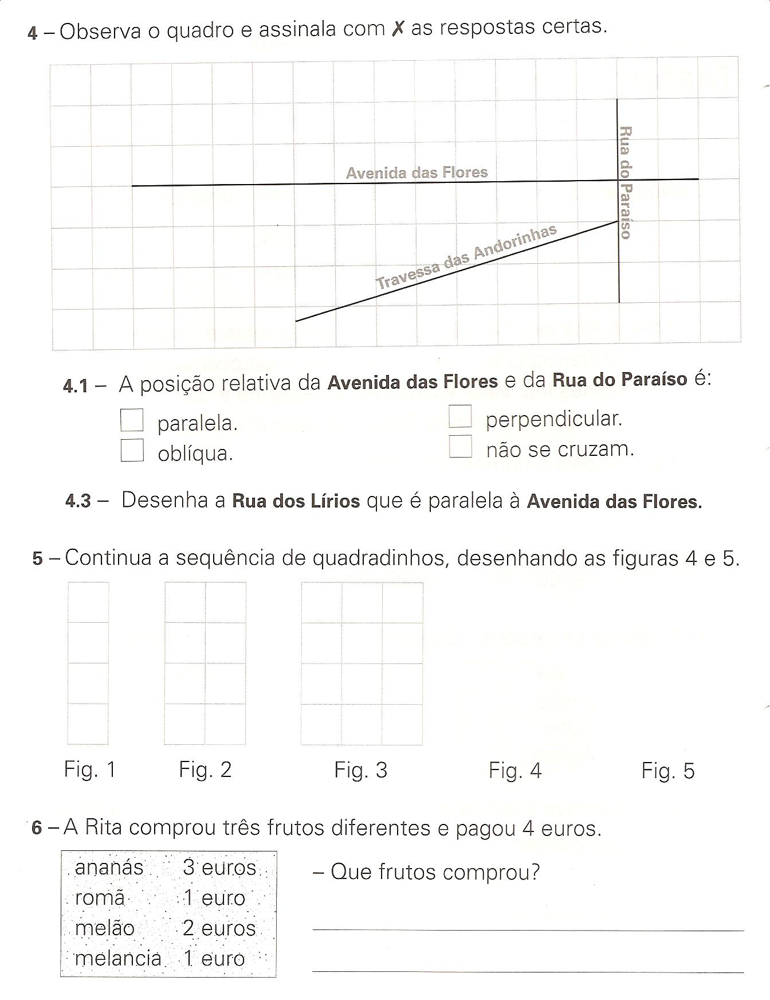 4 – Observa o quadro e assinala com ✗ as respostas certas.
Avenida das Flores
Rua do Paraíso
Travessa das Andorinhas
4.1 – A posição relativa da Avenida das Flores e da Rua do Paraíso é:
paralela.
perpendicular.
oblíqua.
não se cruzam.
4.3 – Desenha a Rua dos Lírios que é paralela à Avenida das Flores.
5 – Continua a sequência de quadradinhos, desenhando as figuras 4 e 5.
Fig. 1 Fig. 2 Fig. 3 Fig. 4 Fig. 5
6 – A Rita comprou três frutos diferentes e pagou 4 euros.
ananás 3 euros
romã 1 euro
melão 2 euros
melancia 1 euro
– Que frutos comprou?